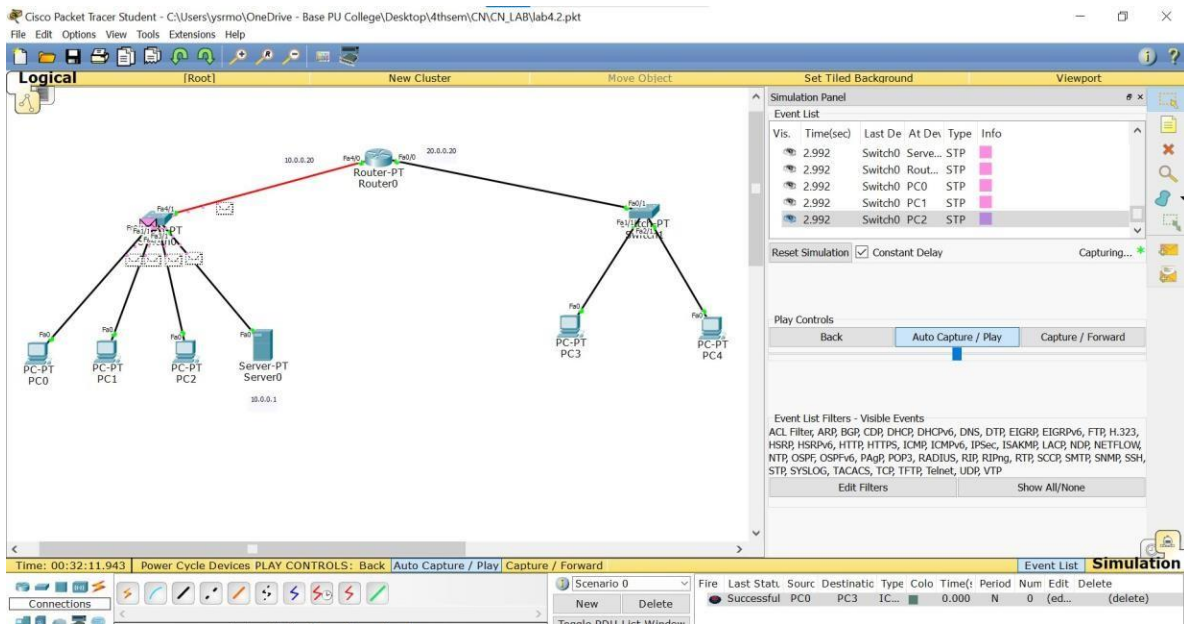 Cisco Packet Tracer Student - C:\Users\ysrmo\OneDrive - Base PU College\Desktop\4thsem\CN\CN_LAB\lab4.2.pkt
File Edit Options View Tools Extensions Help
Logical [Root] New Cluster Move Object Set Tiled Background Viewport
Simulation Panel
Event List
Vis. Time(sec) Last De At Dev Type Info
2.992 Switch0 Serve... STP
2.992 Switch0 Rout... STP
2.992 Switch0 PC0 STP
2.992 Switch0 PC1 STP
2.992 Switch0 PC2 STP
Reset Simulation Constant Delay Capturing... *
Play Controls
Back Auto Capture / Play Capture / Forward
Event List Filters - Visible Events
ACL Filter, ARP, BGP, CDP, DHCP, DHCPv6, DNS, DTP, EIGRP, EIGRPv6, FTP, H.323,
HSRP, HSRPv6, HTTP, HTTPS, ICMP, ICMPv6, IPSec, ISAKMP, LACP, NDP, NETFLOW,
NTP, OSPF, OSPFv6, PAgP, POP3, RADIUS, RIP, RIPng, RTP, SCCP, SMTP, SNMP, SSH,
STP, SYSLOG, TACACS, TCP, TFTP, Telnet, UDP, VTP
Edit Filters Show All/None
10.0.0.20 Fa4/0 Fa0/0 20.0.0.20
Router-PT
Router0
Fa4/1
Fa0/1
Fa0 Fa0 Fa0 Fa0
PC-PT
PC0
PC-PT
PC1
PC-PT
PC2
Server-PT
Server0
10.0.0.1
Fa0 Fa0
PC-PT
PC3
PC-PT
PC4
Time: 00:32:11.943 Power Cycle Devices PLAY CONTROLS: Back Auto Capture / Play Capture / Forward
Event List Simulation
Connections
Scenario 0
New Delete
Toggle PDU List Window
Fire Last Statu Sourc Destinatic Type Colo Time(s Period Num Edit Delete
Successful PC0 PC3 IC... 0.000 N 0 (ed... (delete)